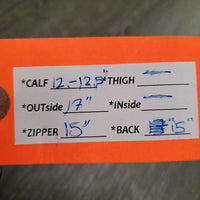 *CALF 12.-12,5" *THIGH —
*OUTside 17" *INside —
*ZIPPER 15" *BACK 15"